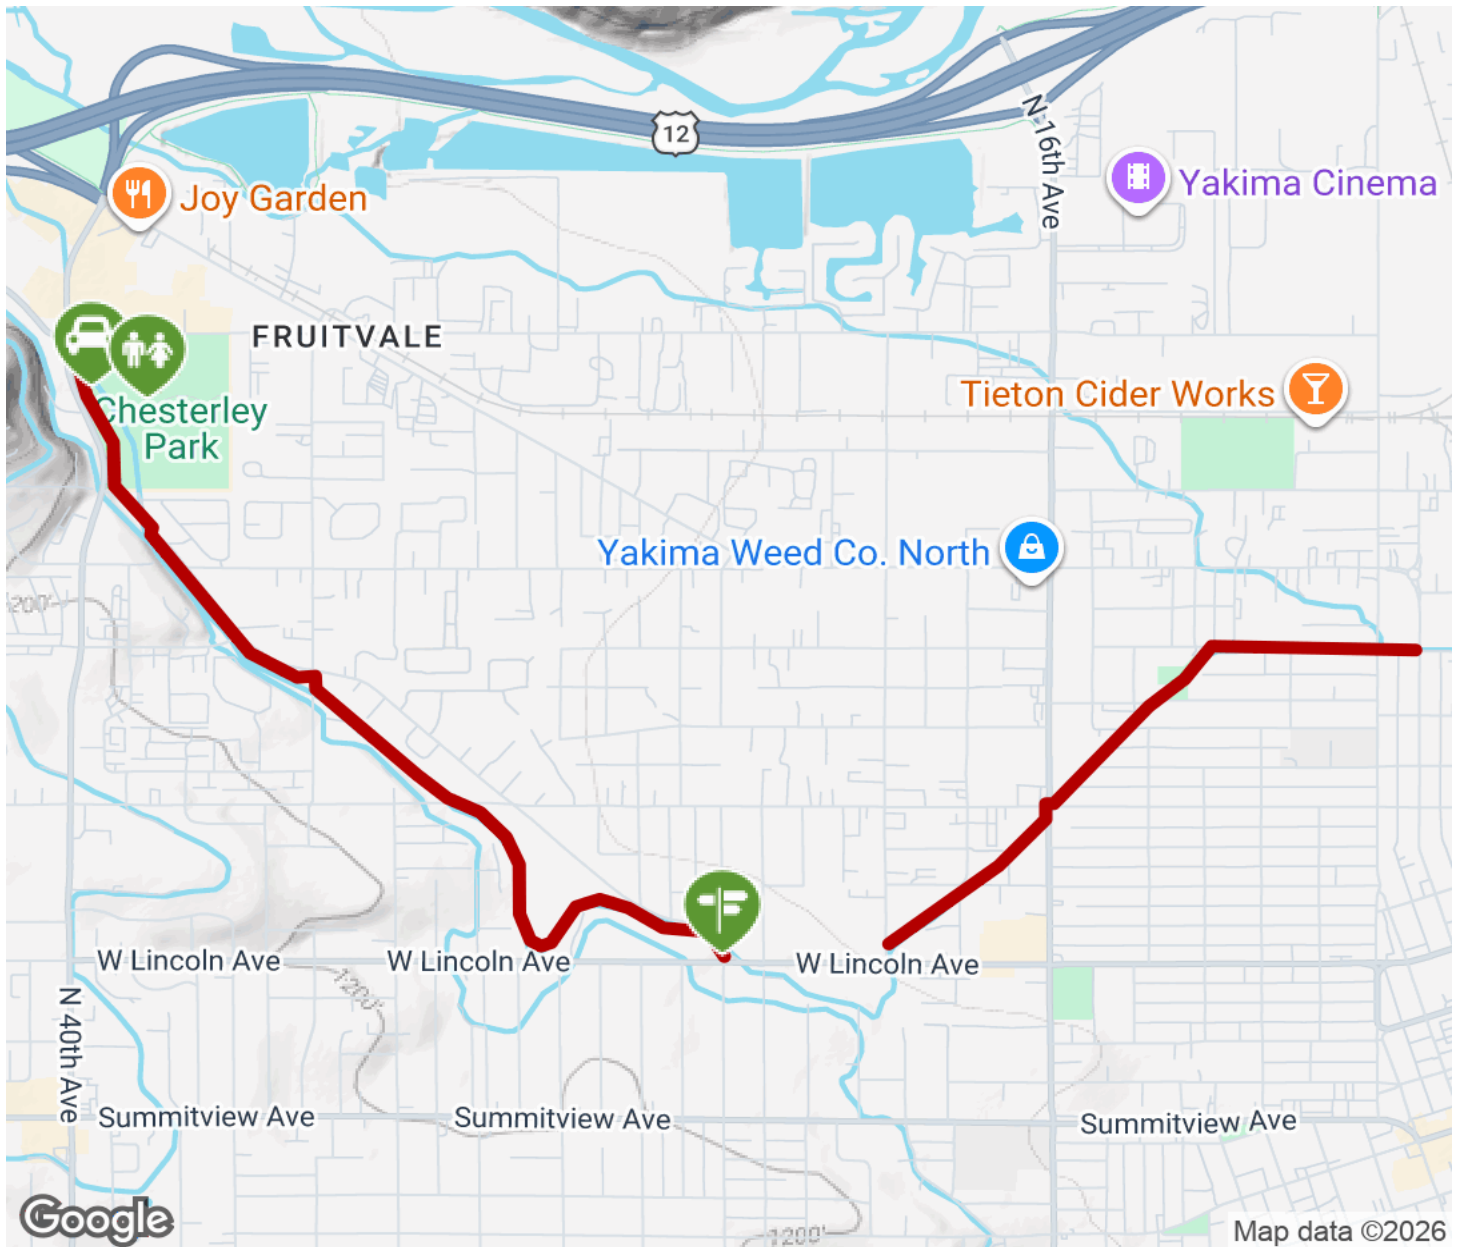 12
N 16th Ave
Yakima Cinema
Joy Garden
FRUITVALE
Tieton Cider Works
Chesterley
Park
Yakima Weed Co. North
1200'
W Lincoln Ave
W Lincoln Ave
W Lincoln Ave
1200'
N 40th Ave
Summitview Ave
Summitview Ave
Summitview Ave
Google
1200'
Map data ©2026